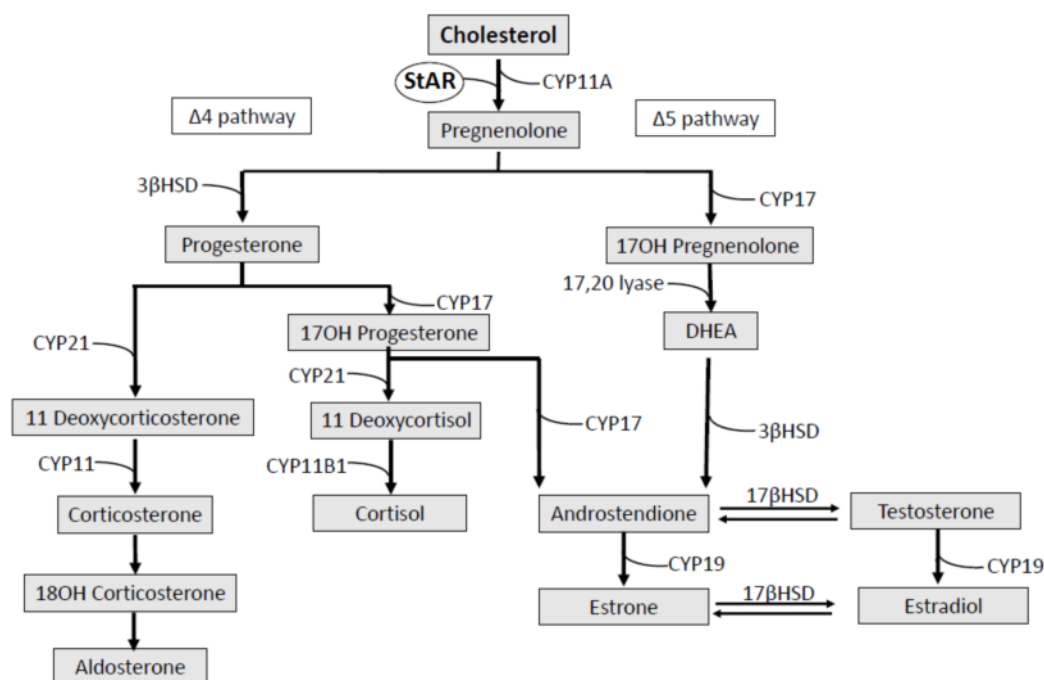 Cholesterol
StAR
CYP11A
Δ4 pathway
Δ5 pathway
Pregnenolone
3βHSD
CYP17
Progesterone
17OH Pregnenolone
17,20 lyase
CYP17
DHEA
17OH Progesterone
CYP21
CYP21
11 Deoxycorticosterone
11 Deoxycortisol
CYP17
3βHSD
CYP11
CYP11B1
17βHSD
Corticosterone
Cortisol
Androstendione
Testosterone
CYP19
CYP19
18OH Corticosterone
17βHSD
Estrone
Estradiol
Aldosterone